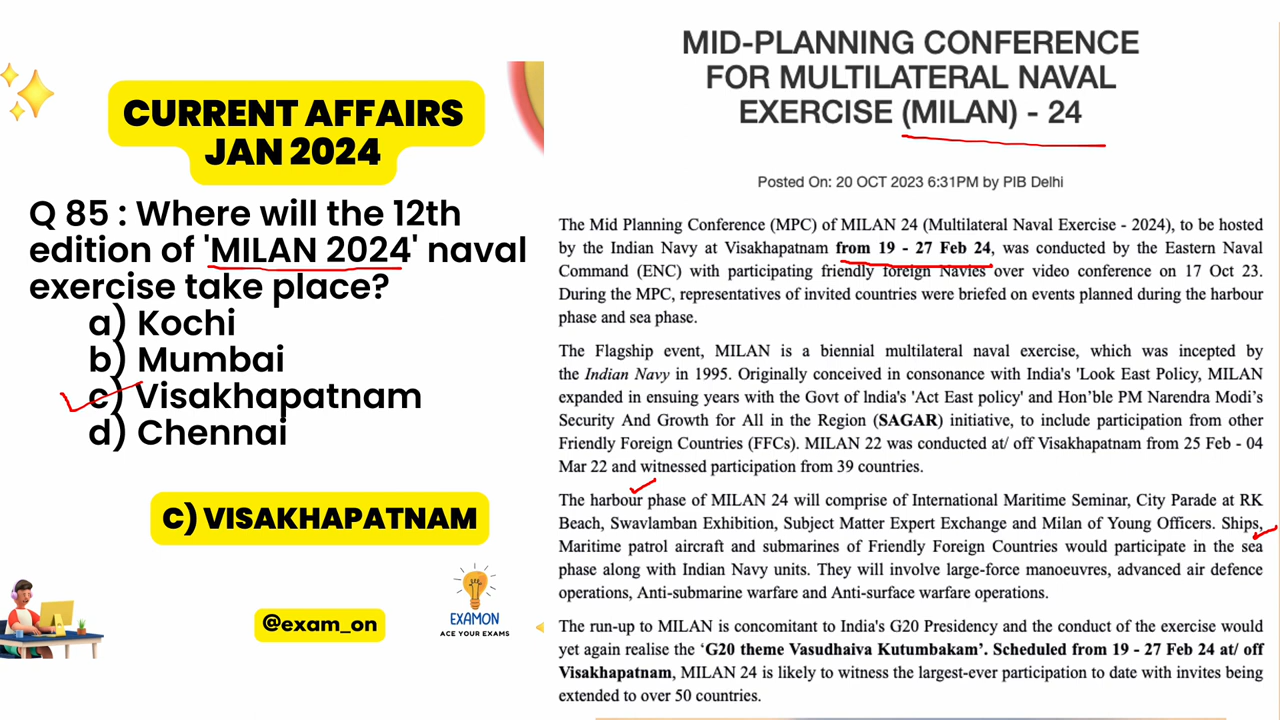 CURRENT AFFAIRS
JAN 2024
Q 85 : Where will the 12th
edition of 'MILAN 2024' naval
exercise take place?
a) Kochi
b) Mumbai
c) Visakhapatnam
d) Chennai
C) VISAKHAPATNAM
@exam_on
EXAMON
ACE YOUR EXAMS
MID-PLANNING CONFERENCE
FOR MULTILATERAL NAVAL
EXERCISE (MILAN) - 24
Posted On: 20 OCT 2023 6:31PM by PIB Delhi
The Mid Planning Conference (MPC) of MILAN 24 (Multilateral Naval Exercise - 2024), to be hosted
by the Indian Navy at Visakhapatnam from 19 - 27 Feb 24, was conducted by the Eastern Naval
Command (ENC) with participating friendly foreign Navies over video conference on 17 Oct 23.
During the MPC, representatives of invited countries were briefed on events planned during the harbour
phase and sea phase.
The Flagship event, MILAN is a biennial multilateral naval exercise, which was incepted by
the Indian Navy in 1995. Originally conceived in consonance with India's 'Look East Policy, MILAN
expanded in ensuing years with the Govt of India's 'Act East policy' and Hon'ble PM Narendra Modi's
Security And Growth for All in the Region (SAGAR) initiative, to include participation from other
Friendly Foreign Countries (FFCs). MILAN 22 was conducted at/ off Visakhapatnam from 25 Feb - 04
Mar 22 and witnessed participation from 39 countries.
The harbour phase of MILAN 24 will comprise of International Maritime Seminar, City Parade at RK
Beach, Swavlamban Exhibition, Subject Matter Expert Exchange and Milan of Young Officers. Ships,
Maritime patrol aircraft and submarines of Friendly Foreign Countries would participate in the sea
phase along with Indian Navy units. They will involve large-force manoeuvres, advanced air defence
operations, Anti-submarine warfare and Anti-surface warfare operations.
The run-up to MILAN is concomitant to India's G20 Presidency and the conduct of the exercise would
yet again realise the 'G20 theme Vasudhaiva Kutumbakam'. Scheduled from 19 - 27 Feb 24 at/ off
Visakhapatnam, MILAN 24 is likely to witness the largest-ever participation to date with invites being
extended to over 50 countries.